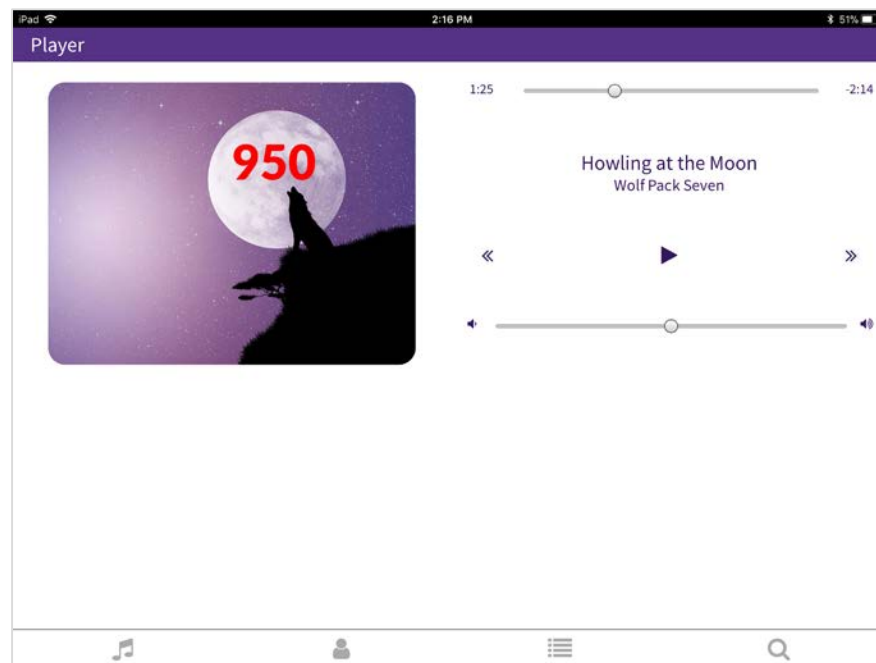 iPad 2:16 PM 51%
Player
950
1:25 -2:14
Howling at the Moon
Wolf Pack Seven